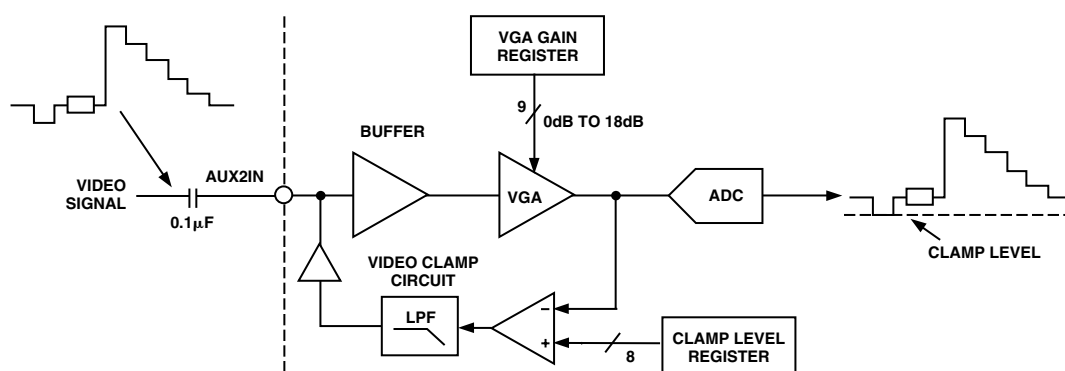 VGA GAIN
REGISTER
9
0dB TO 18dB
BUFFER
AUX2IN
VIDEO
SIGNAL
0.1µF
VGA
ADC
CLAMP LEVEL
VIDEO CLAMP
CIRCUIT
LPF
−
+
8
CLAMP LEVEL
REGISTER